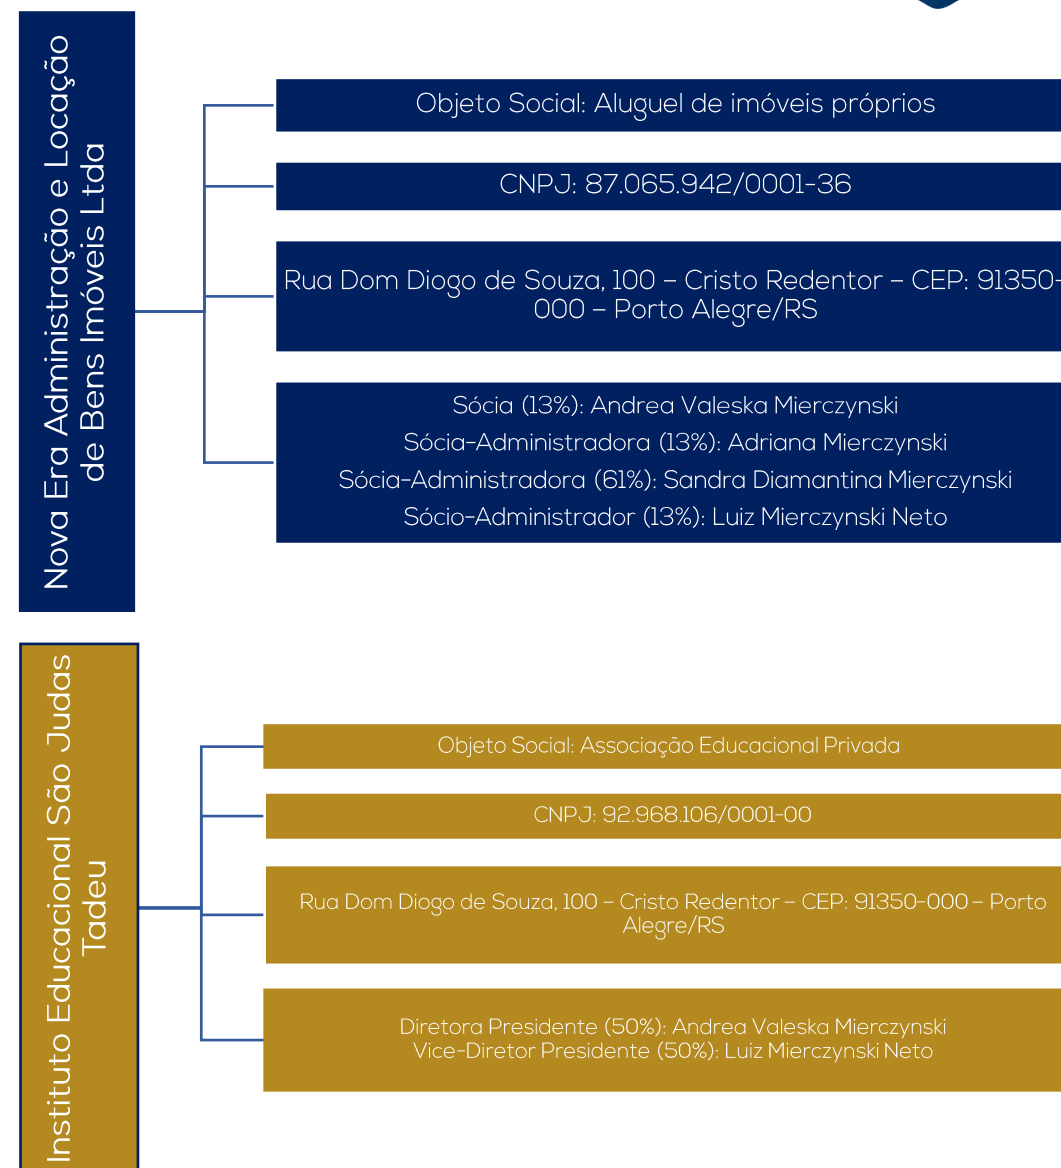 Nova Era Administração e Locação
de Bens Imóveis Ltda
Objeto Social: Aluguel de imóveis próprios
CNPJ: 87.065.942/0001-36
Rua Dom Diogo de Souza, 100 – Cristo Redentor – CEP: 91350-
000 – Porto Alegre/RS
Sócia (13%): Andrea Valeska Mierczynski
Sócia-Administradora (13%): Adriana Mierczynski
Sócia-Administradora (61%): Sandra Diamantina Mierczynski
Sócio-Administrador (13%): Luiz Mierczynski Neto
Instituto Educacional São Judas
Tadeu
Objeto Social: Associação Educacional Privada
CNPJ: 92.968.106/0001-00
Rua Dom Diogo de Souza, 100 – Cristo Redentor – CEP: 91350-000 – Porto
Alegre/RS
Diretora Presidente (50%): Andrea Valeska Mierczynski
Vice-Diretor Presidente (50%): Luiz Mierczynski Neto